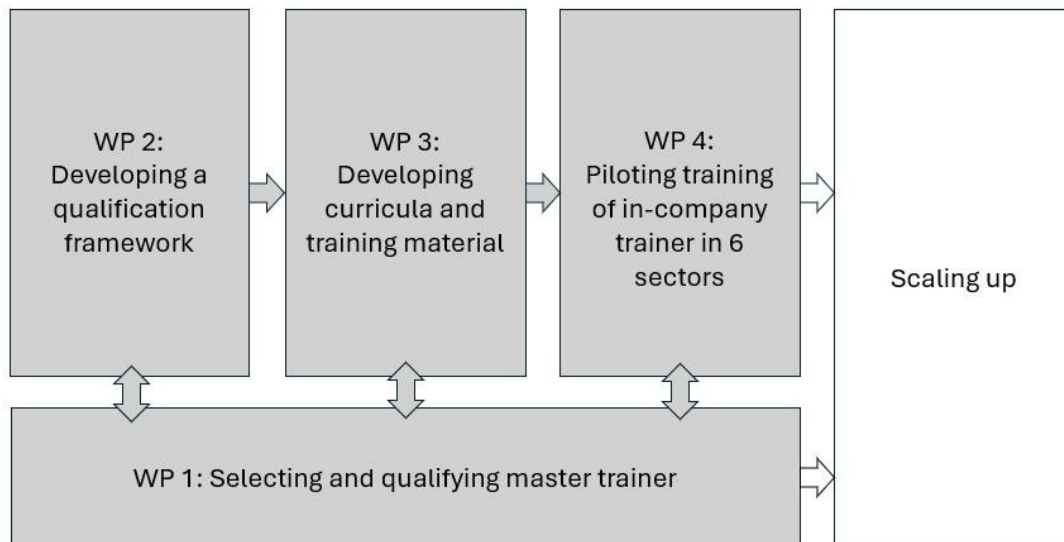 WP 2:
Developing a
qualification
framework
WP 3:
Developing
curricula and
training material
WP 4:
Piloting training
of in-company
trainer in 6
sectors
Scaling up
WP 1: Selecting and qualifying master trainer